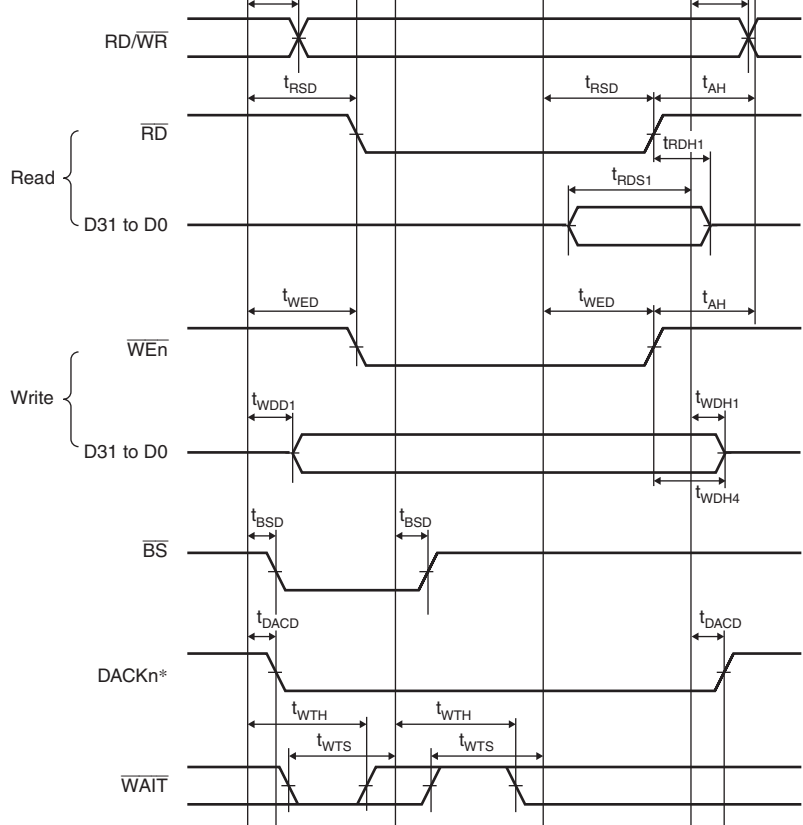 RD/WR
tRSD tRSD tAH
RD
tRDH1
Read
tRDS1
D31 to D0
tWED tWED tAH
WEn
Write
tWDD1 tWDH1
D31 to D0
tWDH4
tBSD tBSD
BS
tDACD tDACD
DACKn*
tWTH tWTH
tWTS tWTS
WAIT